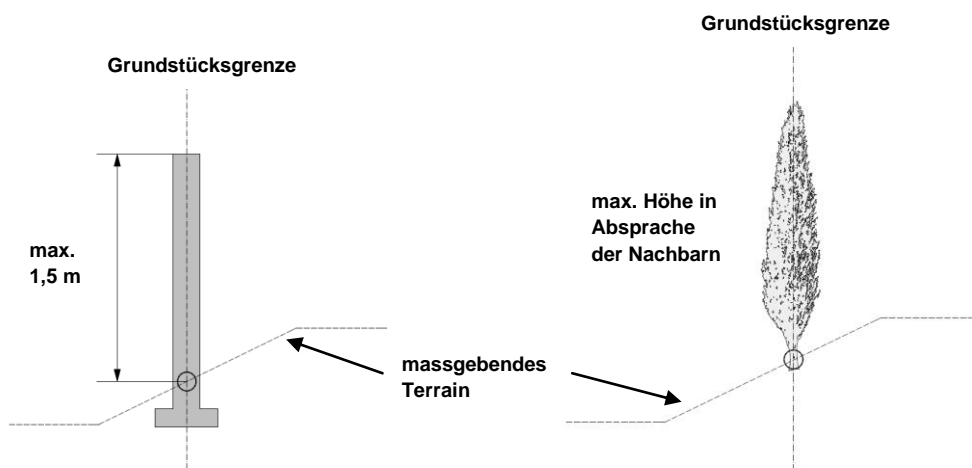 Grundstücksgrenze
max.
1,5 m
massgebendes
Terrain
Grundstücksgrenze
max. Höhe in
Absprache
der Nachbarn